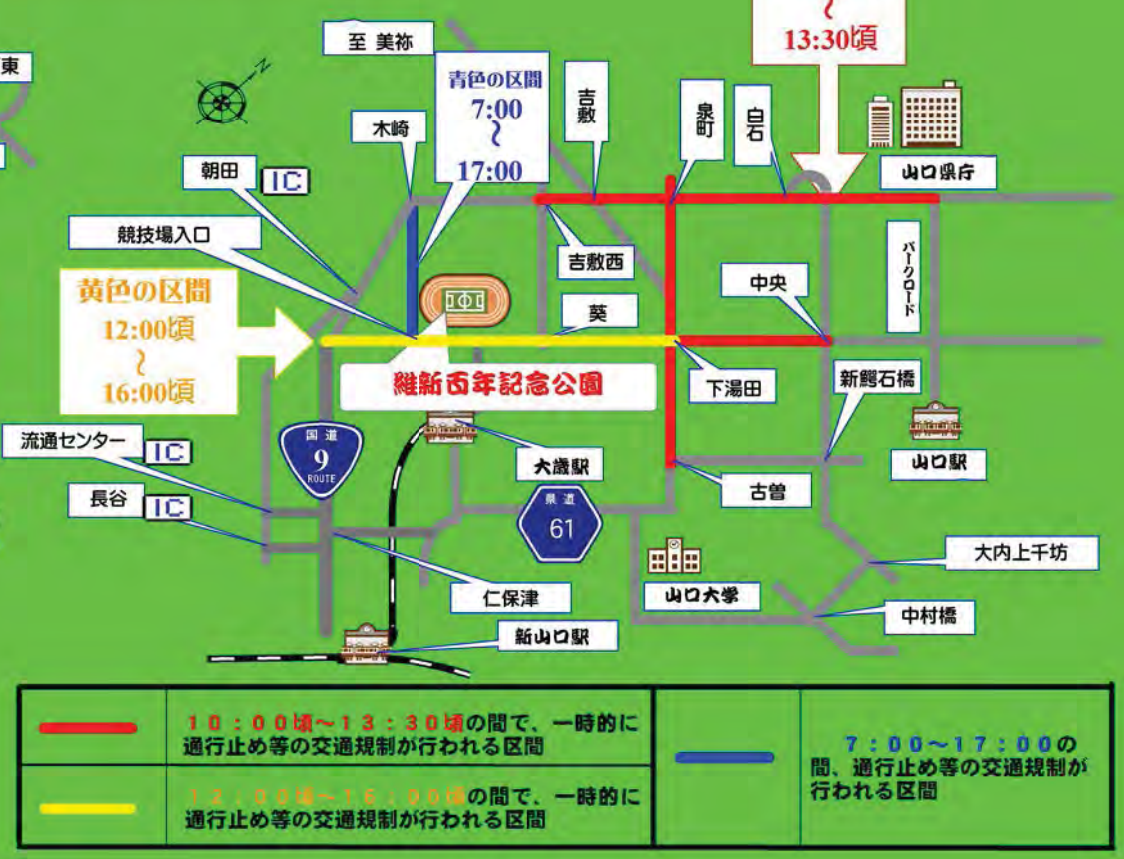 〜
13:30頃
至 美祢
東
青色の区間
7:00
〜
17:00
吉敷
泉町
白石
木崎
朝田
IC
山口県庁
競技場入口
吉敷西
パークロード
黄色の区間
12:00頃
〜
16:00頃
中央
葵
維新百年記念公園
下湯田
新鰐石橋
流通センター
IC
国道
9
ROUTE
大歳駅
山口駅
長谷
IC
古曽
県道
61
大内上千坊
山口大学
仁保津
中村橋
新山口駅
10:00頃〜13:30頃の間で、一時的に
通行止め等の交通規制が行われる区間
12:00頃〜16:00頃の間で、一時的に
通行止め等の交通規制が行われる区間
7:00〜17:00の
間、通行止め等の交通規制が
行われる区間